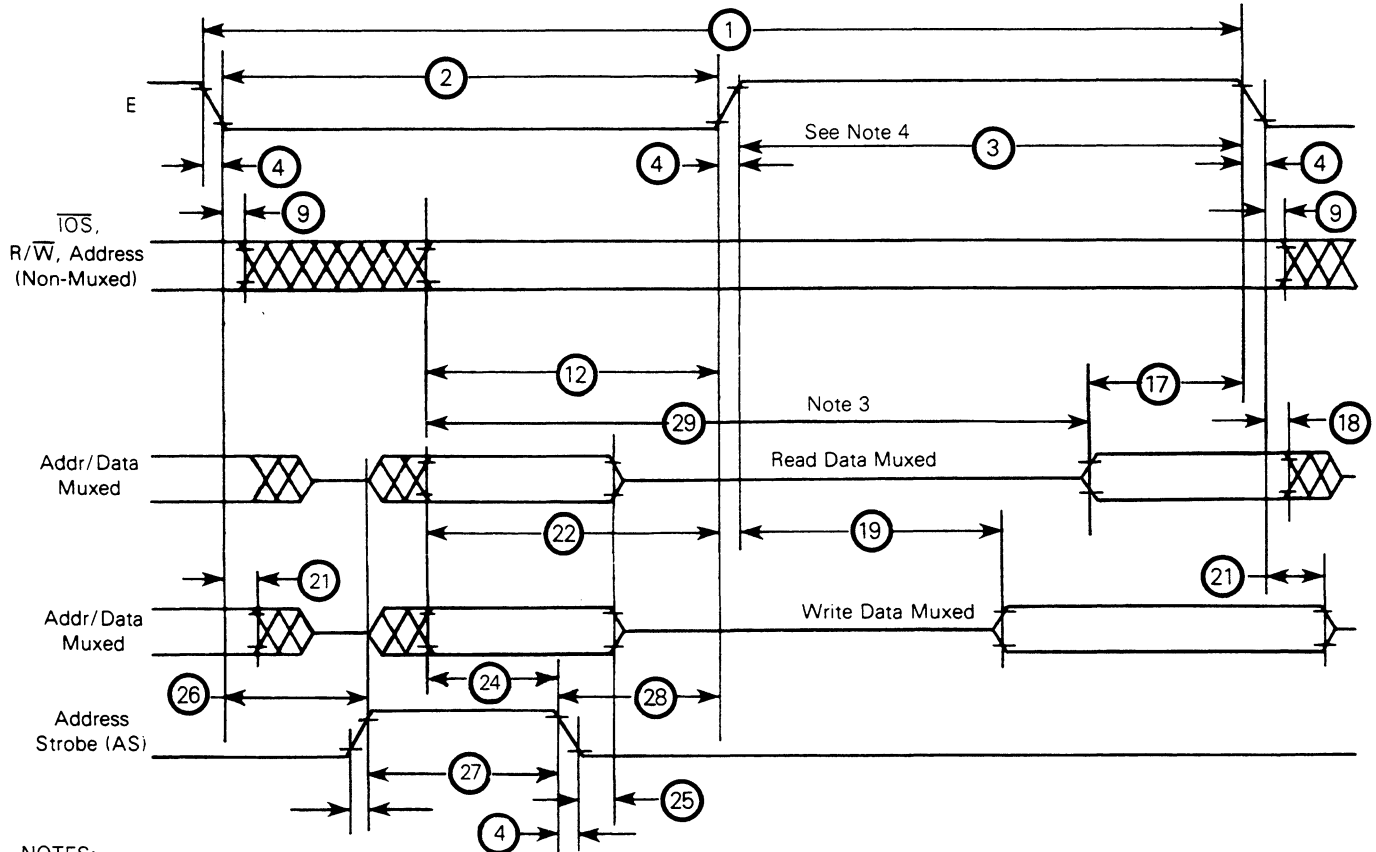 1
2
E
See Note 4
3
4
4
4
9
9
IOS,
R/W, Address
(Non-Muxed)
12
17
Note 3
29
18
Addr/Data
Muxed
Read Data Muxed
22
19
21
21
Addr/Data
Muxed
Write Data Muxed
26
24
28
Address
Strobe (AS)
27
25
4
NOTES: